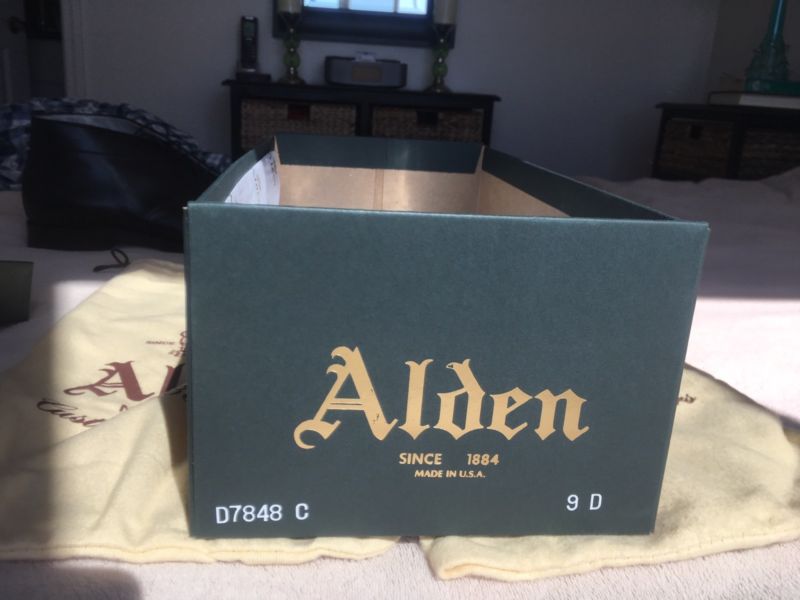 Alden
SINCE 1884
MADE IN U.S.A.
D7848 C
9 D